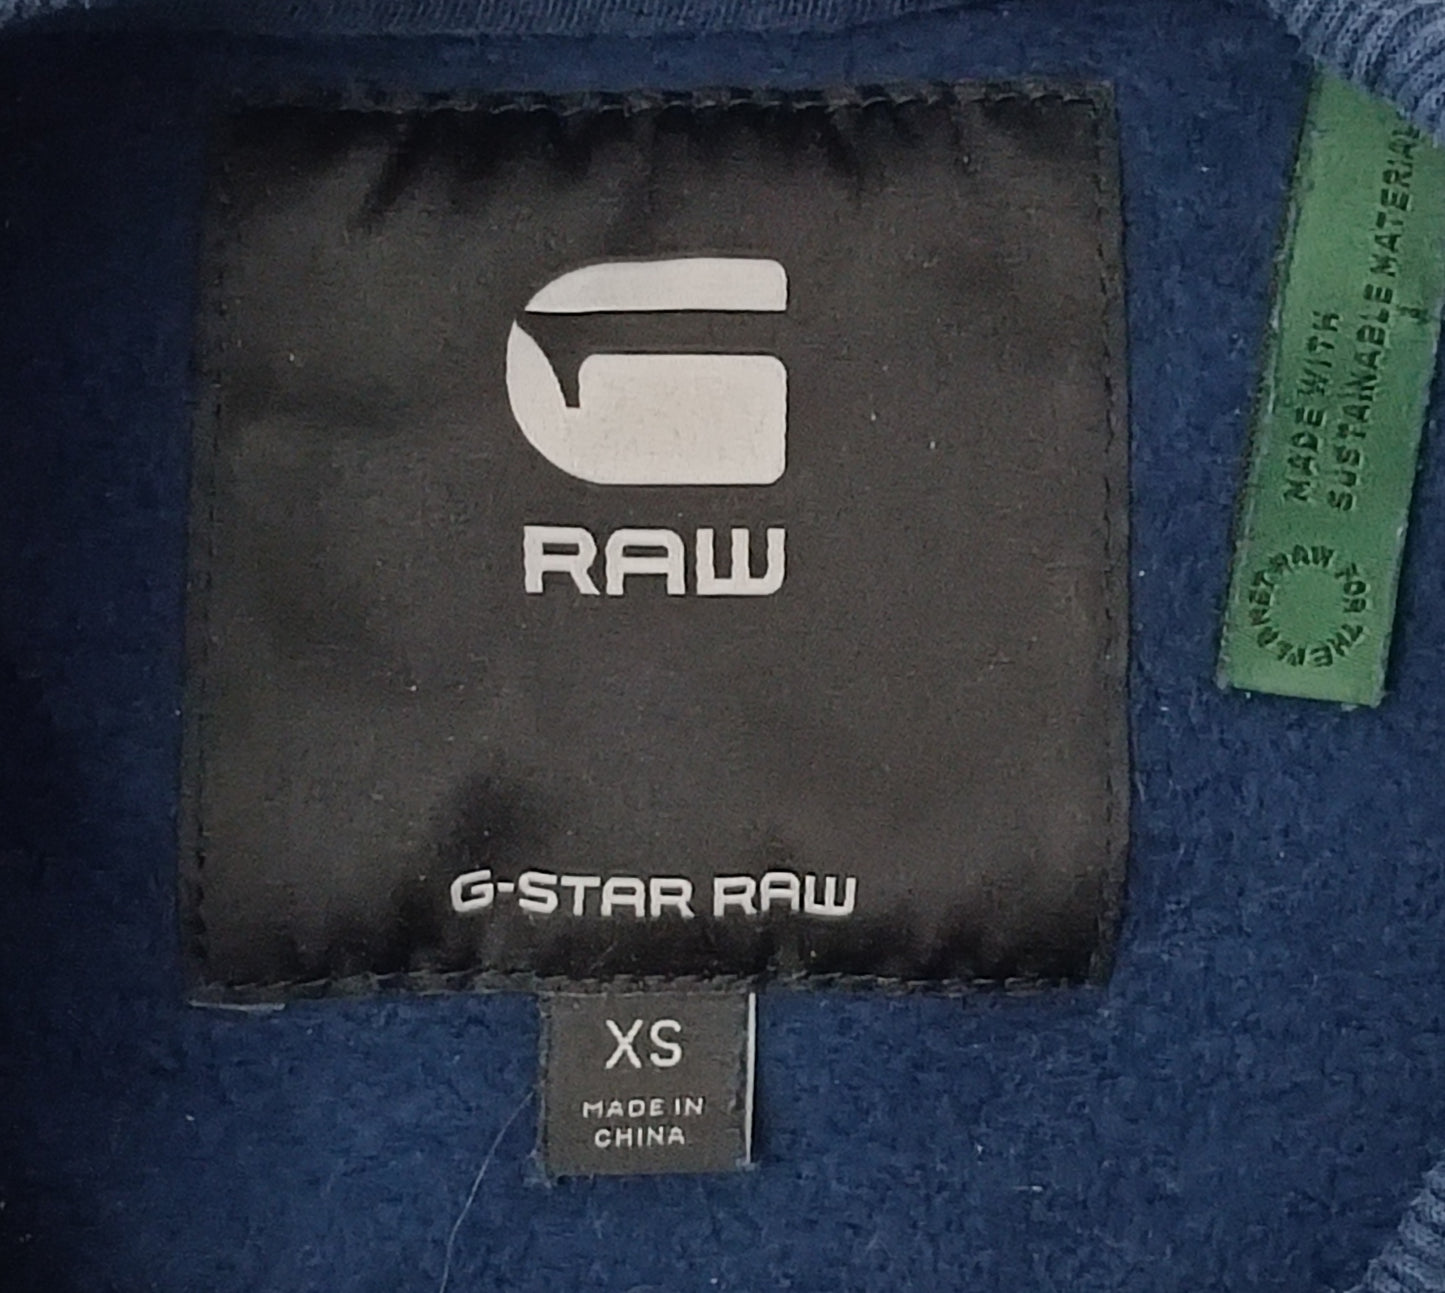 G
RAW
G-STAR RAW
XS
MADE IN
CHINA
MADE WITH
SUSTAINABLE MATERIAL
RAW FOR THE PLANET